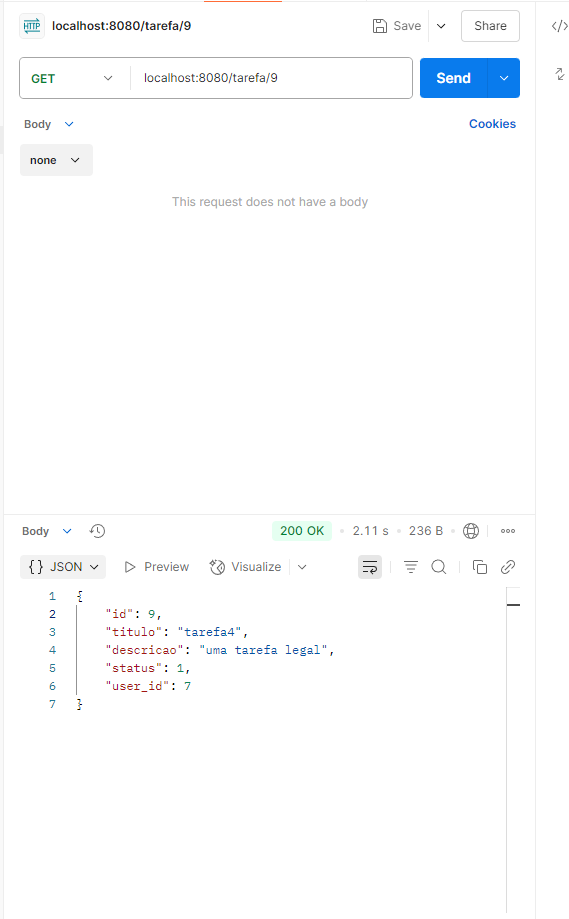 HTTP localhost:8080/tarefa/9 Save Share
GET localhost:8080/tarefa/9 Send
Body Cookies
none
This request does not have a body
Body 200 OK • 2.11 s • 236 B •
{} JSON Preview Visualize
1 {
2 "id": 9,
3 "titulo": "tarefa4",
4 "descricao": "uma tarefa legal",
5 "status": 1,
6 "user_id": 7
7 }